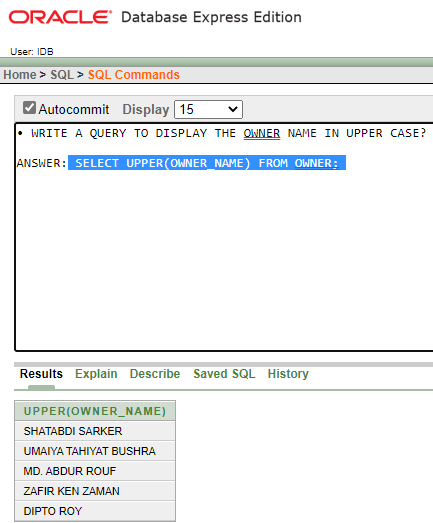 ORACLE® Database Express Edition
User: IDB
Home > SQL > SQL Commands
Autocommit Display 15
• WRITE A QUERY TO DISPLAY THE OWNER NAME IN UPPER CASE?
ANSWER: SELECT UPPER(OWNER_NAME) FROM OWNER;
Results Explain Describe Saved SQL History
UPPER(OWNER_NAME)
SHATABDI SARKER
UMAIYA TAHIYAT BUSHRA
MD. ABDUR ROUF
ZAFIR KEN ZAMAN
DIPTO ROY